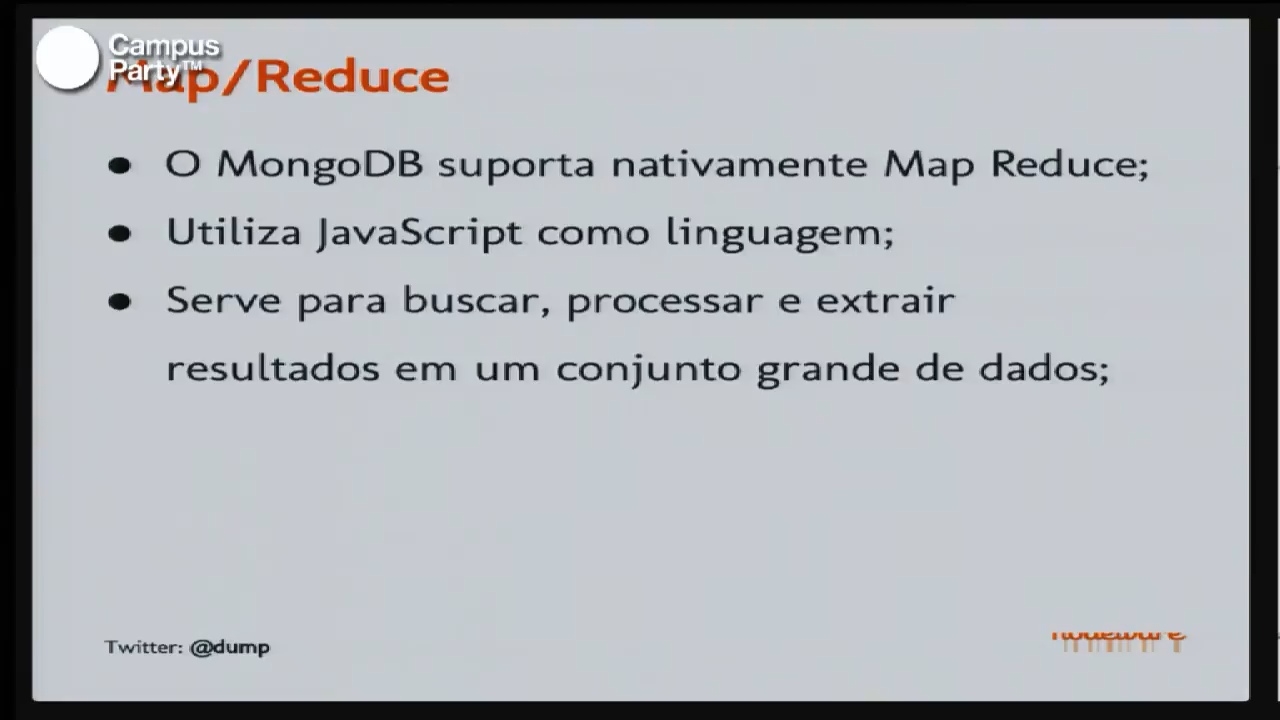 Campus
Party™
Map/Reduce
● O MongoDB suporta nativamente Map Reduce;
● Utiliza JavaScript como linguagem;
● Serve para buscar, processar e extrair
resultados em um conjunto grande de dados;
Twitter: @dump